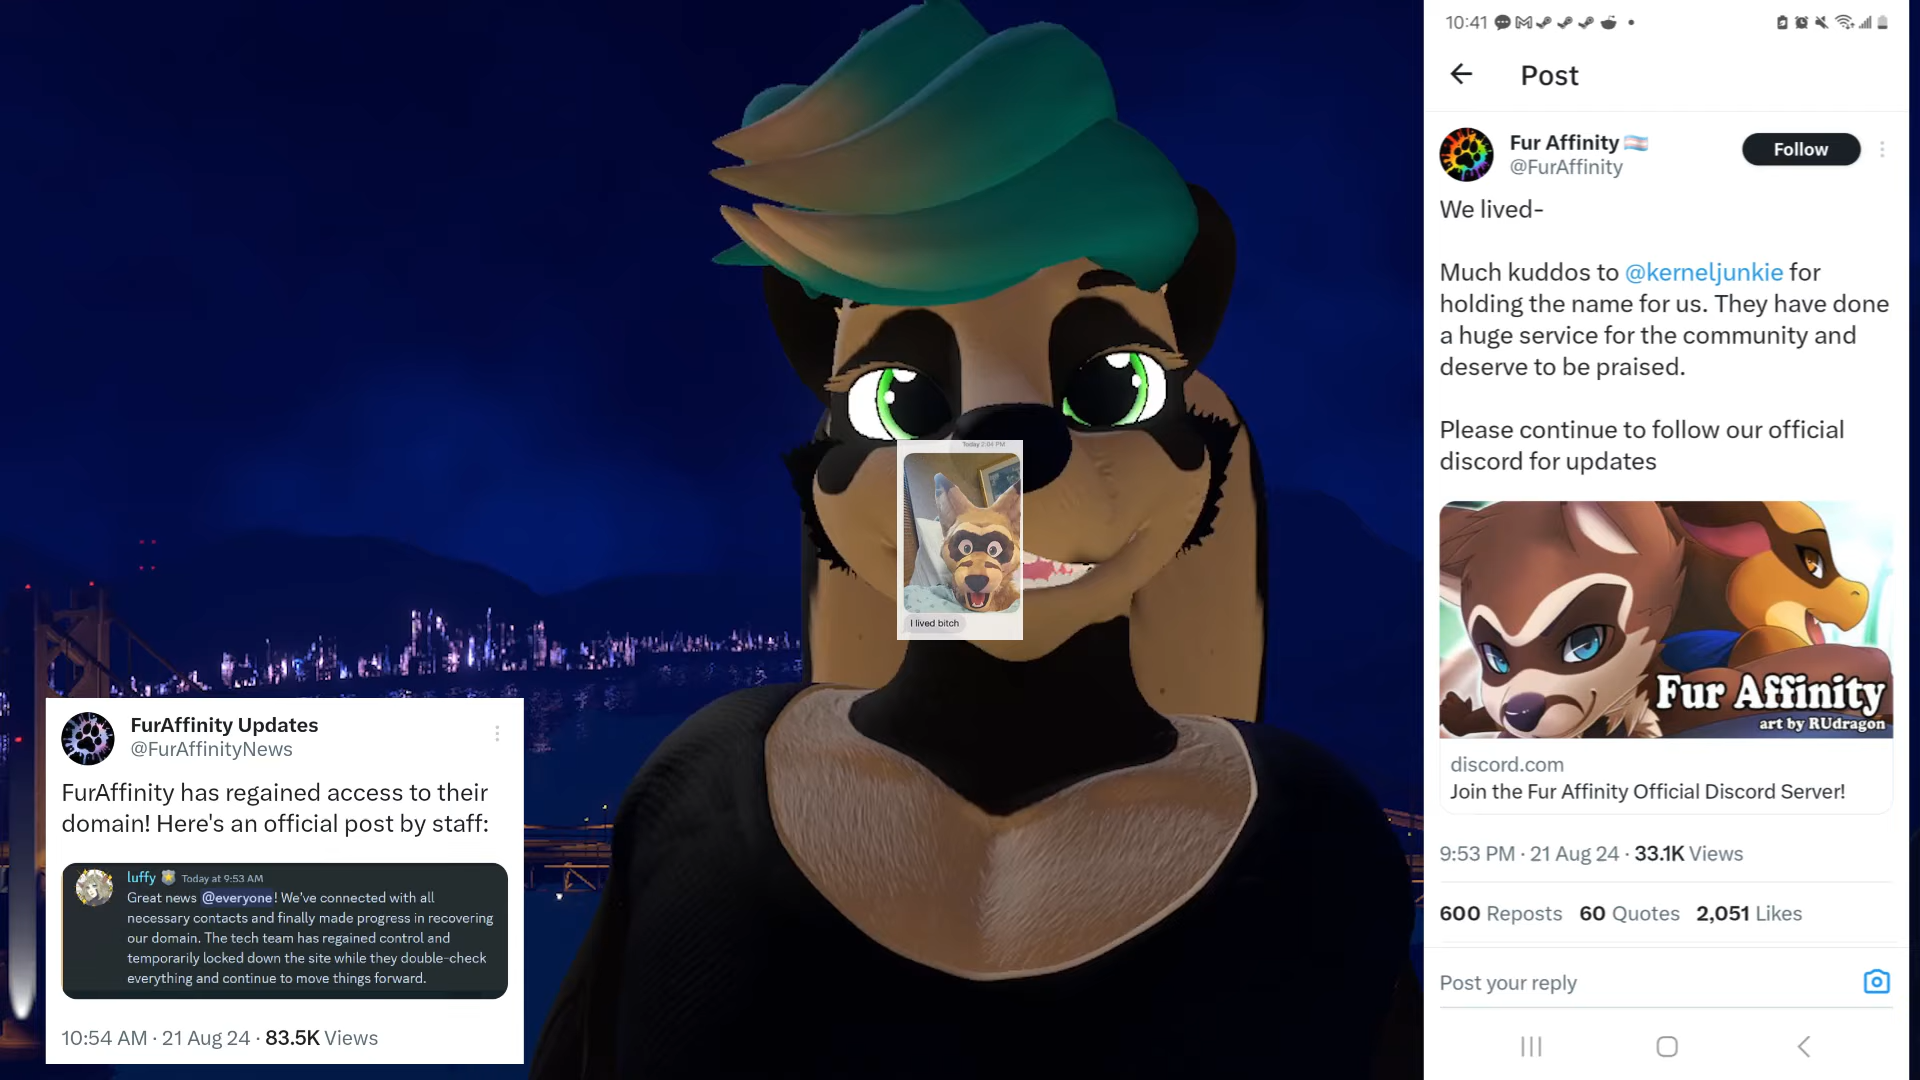 FurAffinity Updates
@FurAffinityNews
FurAffinity has regained access to their
domain! Here's an official post by staff:
luffy Today at 9:53 AM
Great news @everyone! We've connected with all
necessary contacts and finally made progress in recovering
our domain. The tech team has regained control and
temporarily locked down the site while they double-check
everything and continue to move things forward.
10:54 AM · 21 Aug 24 · 83.5K Views
Today 2:04 PM
I lived bitch
10:41
Post
Fur Affinity
@FurAffinity
Follow
We lived-
Much kuddos to @kerneljunkie for
holding the name for us. They have done
a huge service for the community and
deserve to be praised.
Please continue to follow our official
discord for updates
Fur Affinity
art by RUdragon
discord.com
Join the Fur Affinity Official Discord Server!
9:53 PM · 21 Aug 24 · 33.1K Views
600 Reposts 60 Quotes 2,051 Likes
Post your reply